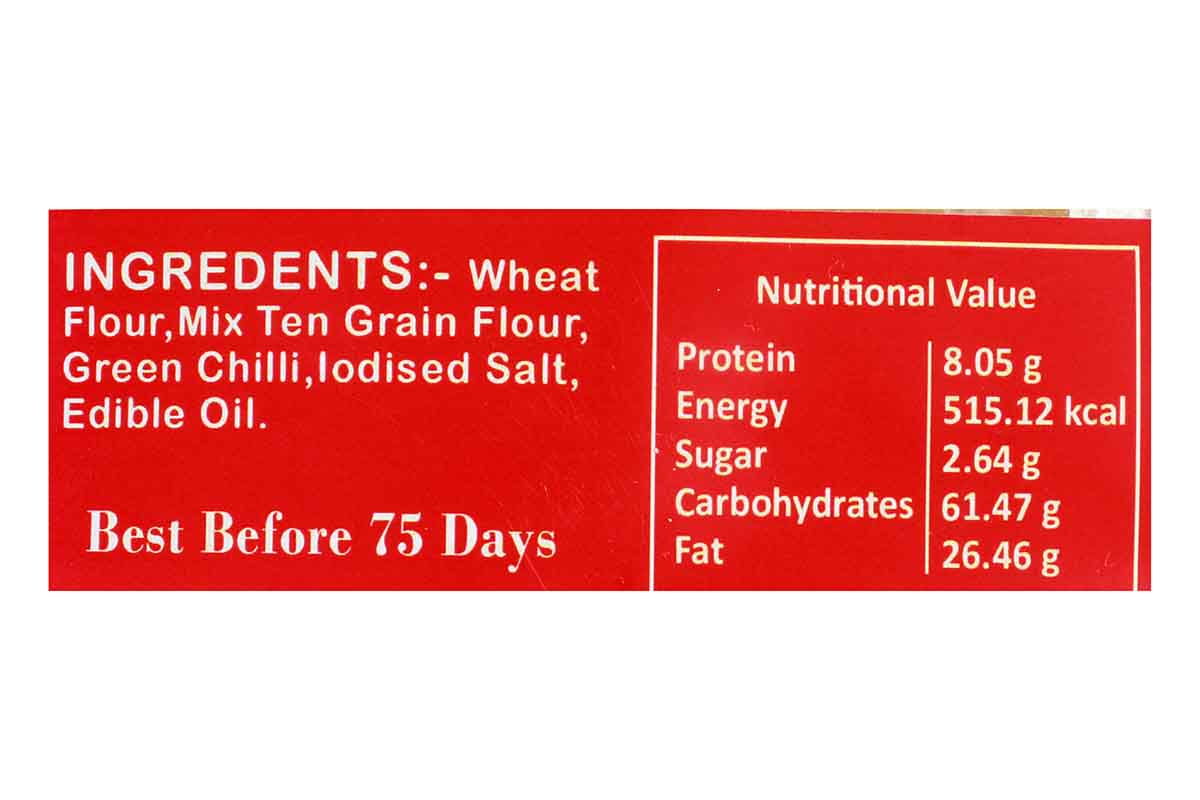 INGREDENTS:- Wheat
Flour,Mix Ten Grain Flour,
Green Chilli,Iodised Salt,
Edible Oil.
Best Before 75 Days
Nutritional Value
Protein 8.05 g
Energy 515.12 kcal
Sugar 2.64 g
Carbohydrates 61.47 g
Fat 26.46 g